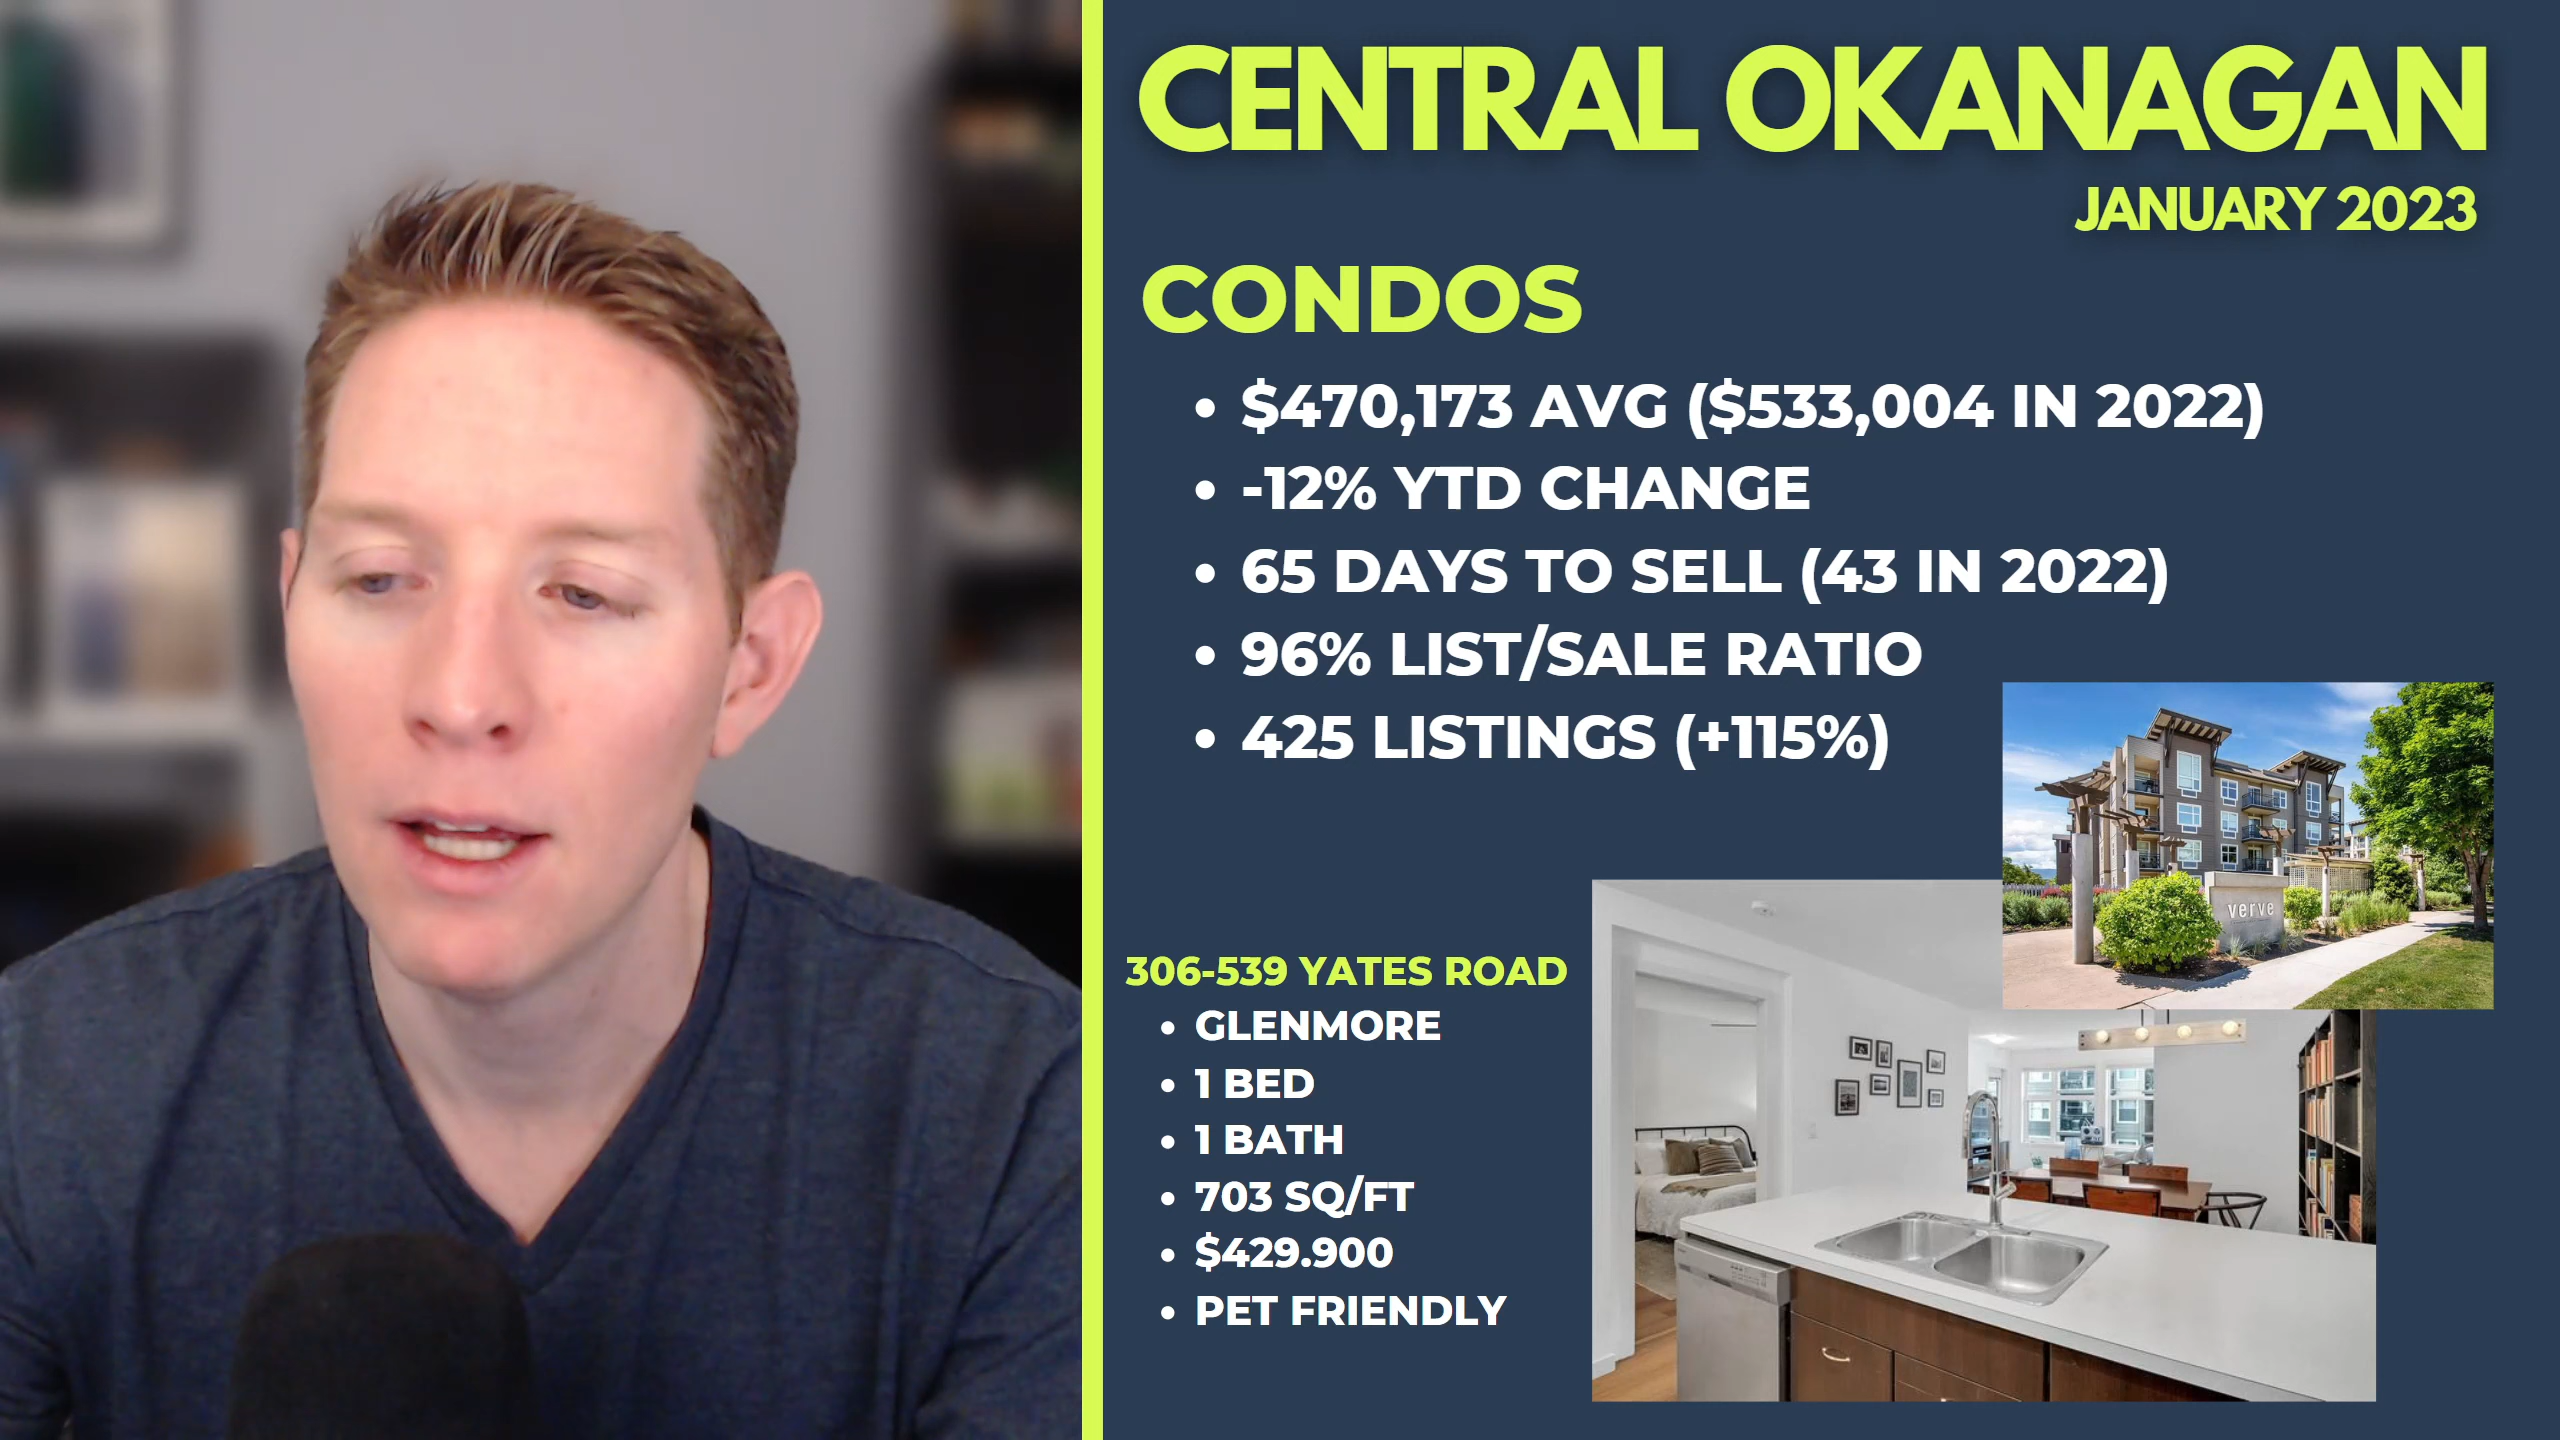 CENTRAL OKANAGAN
JANUARY 2023
CONDOS
• $470,173 AVG ($533,004 IN 2022)
• -12% YTD CHANGE
• 65 DAYS TO SELL (43 IN 2022)
• 96% LIST/SALE RATIO
• 425 LISTINGS (+115%)
verve
306-539 YATES ROAD
• GLENMORE
• 1 BED
• 1 BATH
• 703 SQ/FT
• $429.900
• PET FRIENDLY